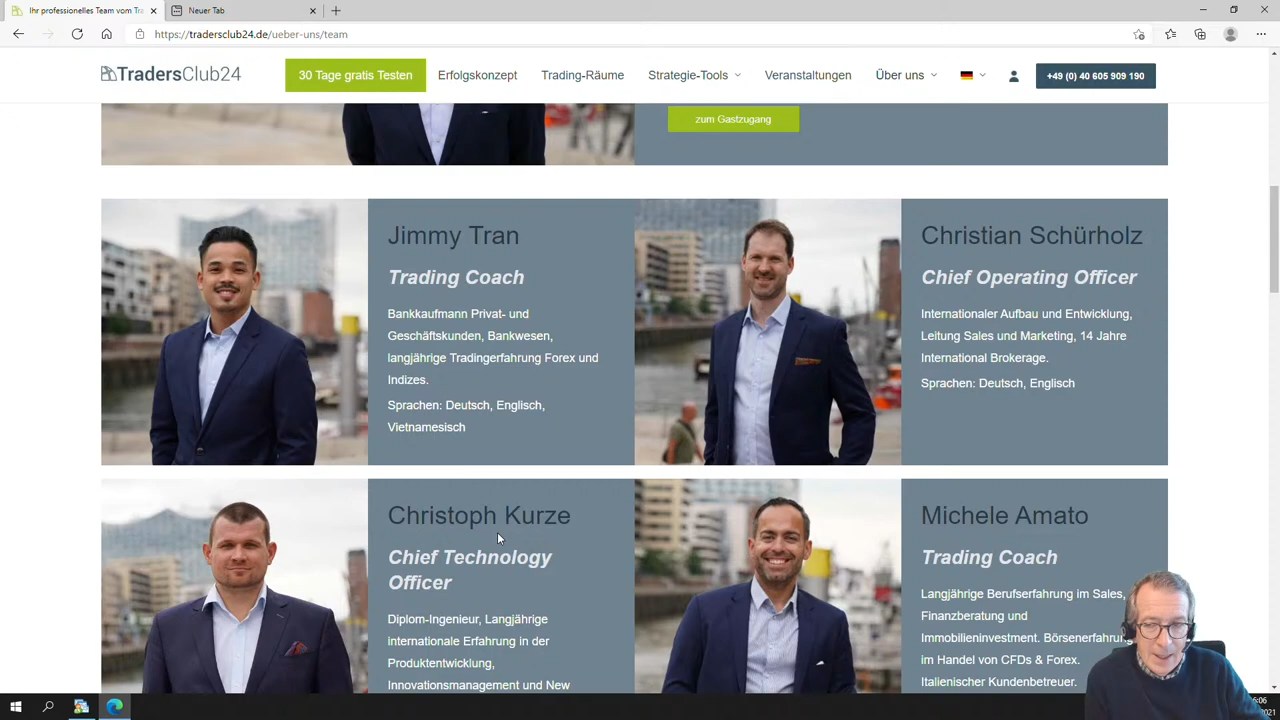 Ihr professionelles Team vom Tra
Neuer Tab
https://tradersclub24.de/ueber-uns/team
TradersClub24
30 Tage gratis Testen
Erfolgskonzept
Trading-Räume
Strategie-Tools
Veranstaltungen
Über uns
+49 (0) 40 605 909 190
zum Gastzugang
Jimmy Tran
Trading Coach
Bankkaufmann Privat- und
Geschäftskunden, Bankwesen,
langjährige Tradingerfahrung Forex und
Indizes.
Sprachen: Deutsch, Englisch,
Vietnamesisch
Christian Schürholz
Chief Operating Officer
Internationaler Aufbau und Entwicklung,
Leitung Sales und Marketing, 14 Jahre
International Brokerage.
Sprachen: Deutsch, Englisch
Christoph Kurze
Chief Technology
Officer
Diplom-Ingenieur, Langjährige
internationale Erfahrung in der
Produktentwicklung,
Innovationsmanagement und New
Michele Amato
Trading Coach
Langjährige Berufserfahrung im Sales,
Finanzberatung und
Immobilieninvestment. Börsenerfahrung
im Handel von CFDs & Forex.
Italienischer Kundenbetreuer.
6:06
2021